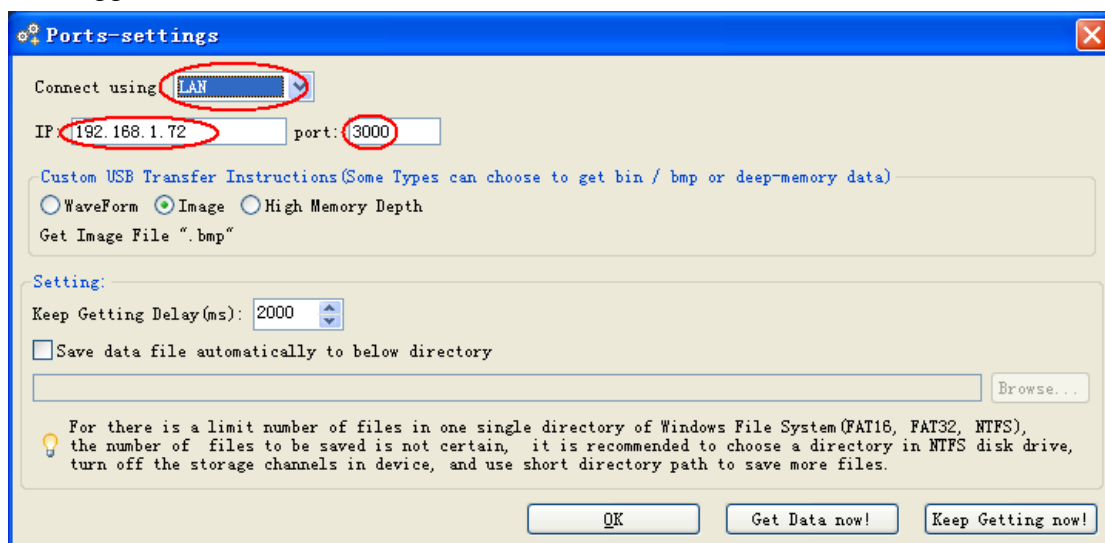 Ports-settings
Connect using: LAN
IP: 192.168.1.72 port: 3000
Custom USB Transfer Instructions(Some Types can choose to get bin / bmp or deep-memory data)
WaveForm Image High Memory Depth
Get Image File ".bmp"
Setting:
Keep Getting Delay(ms): 2000
Save data file automatically to below directory
Browse...
For there is a limit number of files in one single directory of Windows File System(FAT16, FAT32, NTFS),
the number of files to be saved is not certain, it is recommended to choose a directory in NTFS disk drive,
turn off the storage channels in device, and use short directory path to save more files.
OK Get Data now! Keep Getting now!